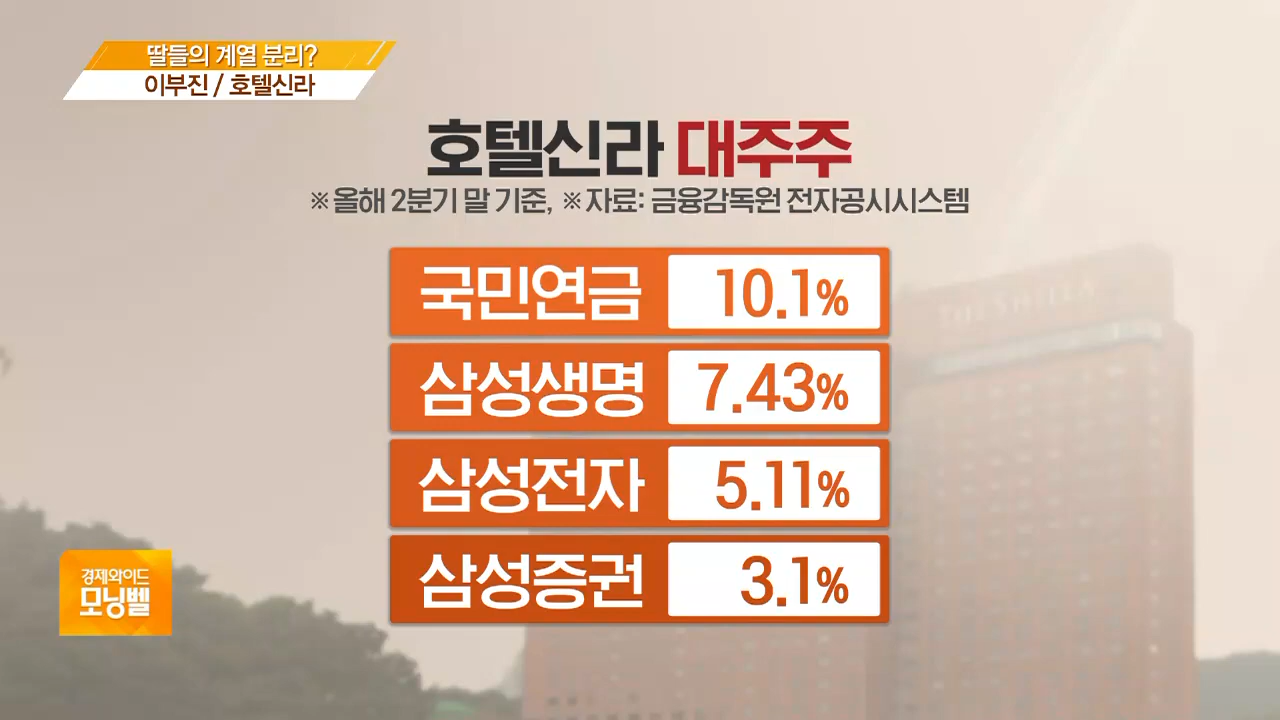 딸들의 계열 분리?
이부진 / 호텔신라
호텔신라 대주주
※ 올해 2분기 말 기준, ※ 자료: 금융감독원 전자공시시스템
국민연금 10.1%
삼성생명 7.43%
삼성전자 5.11%
삼성증권 3.1%
경제와이드
모닝벨